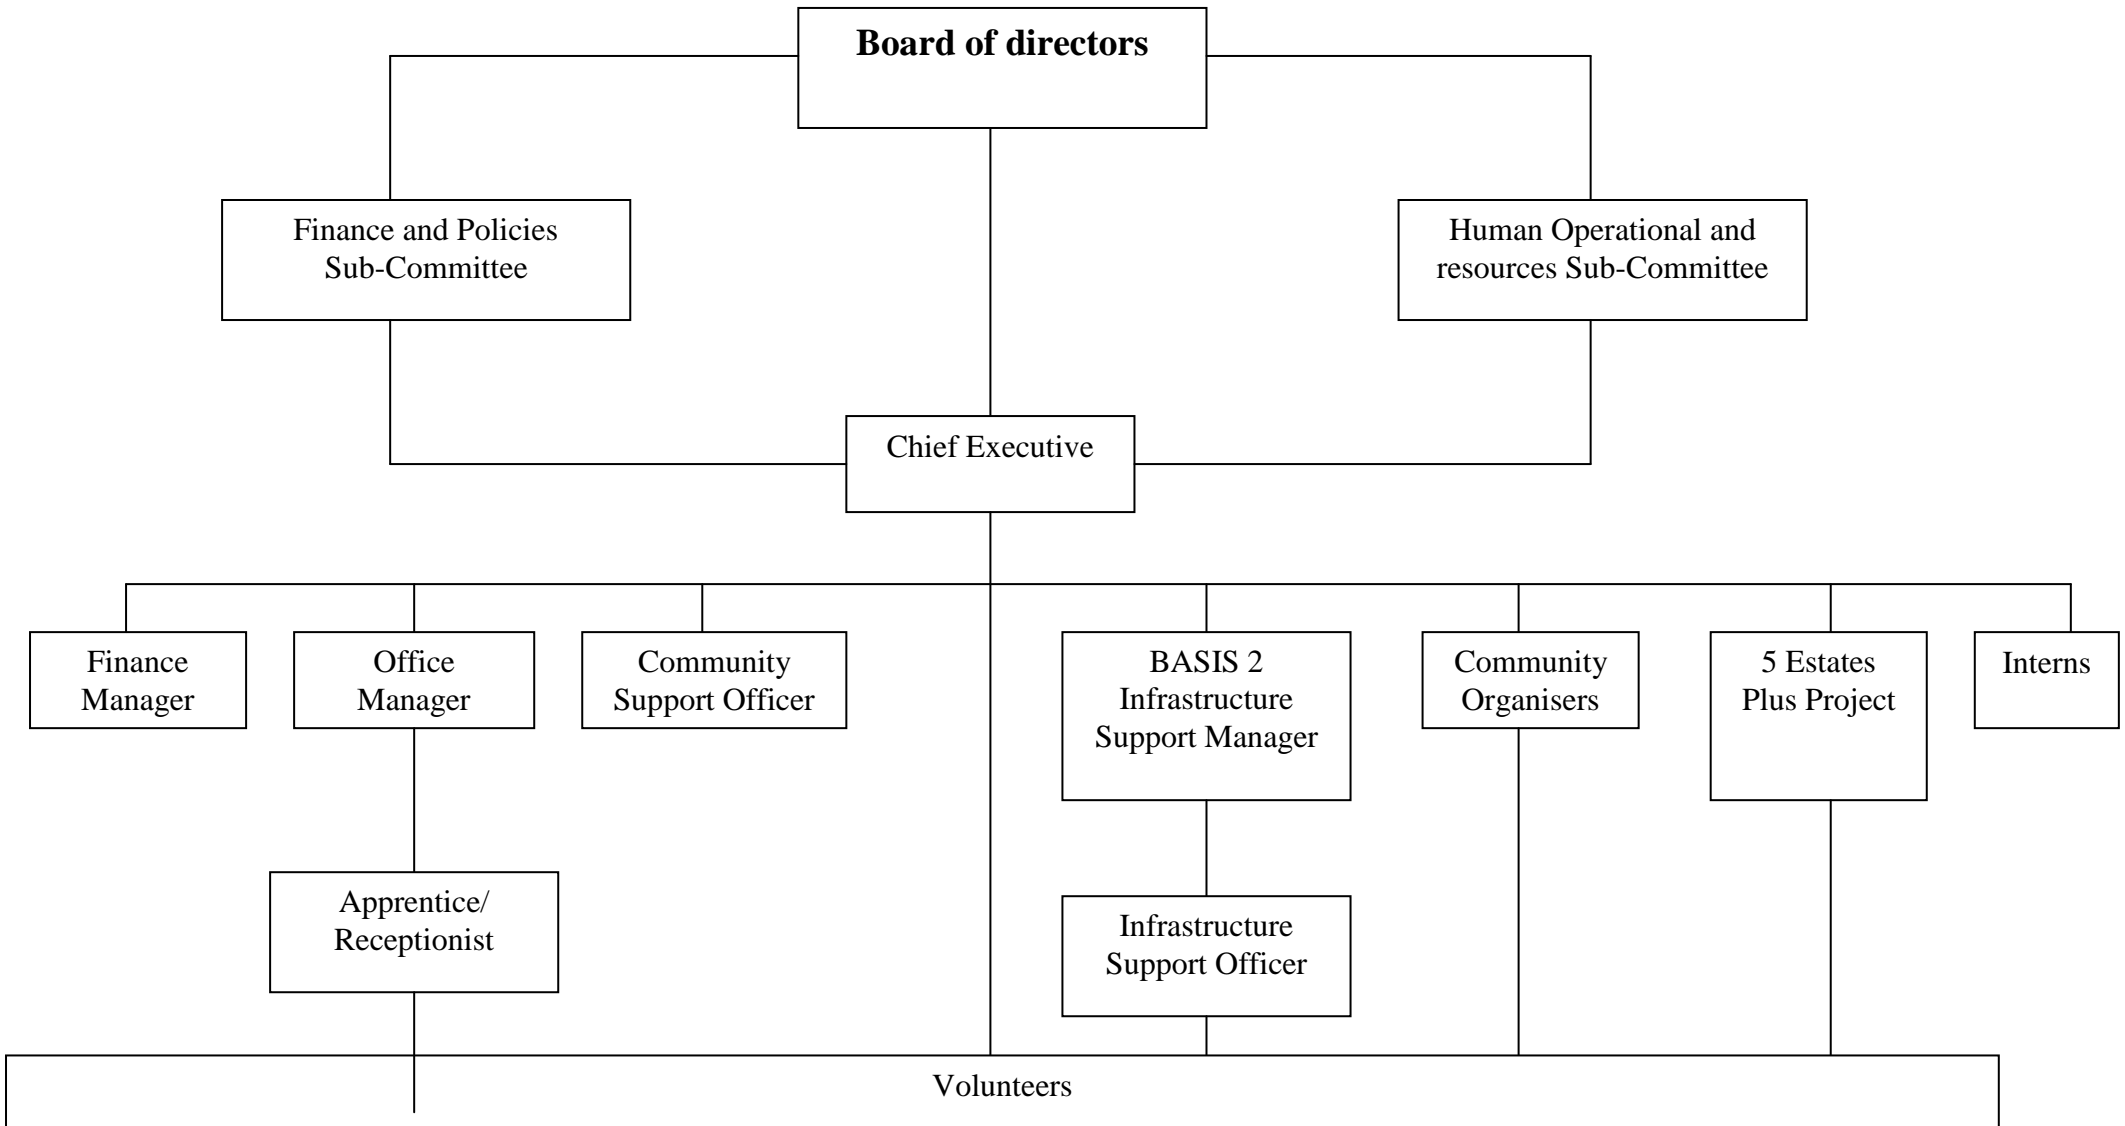 Board of directors
Finance and Policies
Sub-Committee
Human Operational and
resources Sub-Committee
Chief Executive
Finance
Manager
Office
Manager
Community
Support Officer
BASIS 2
Infrastructure
Support Manager
Community
Organisers
5 Estates
Plus Project
Interns
Apprentice/
Receptionist
Infrastructure
Support Officer
Volunteers